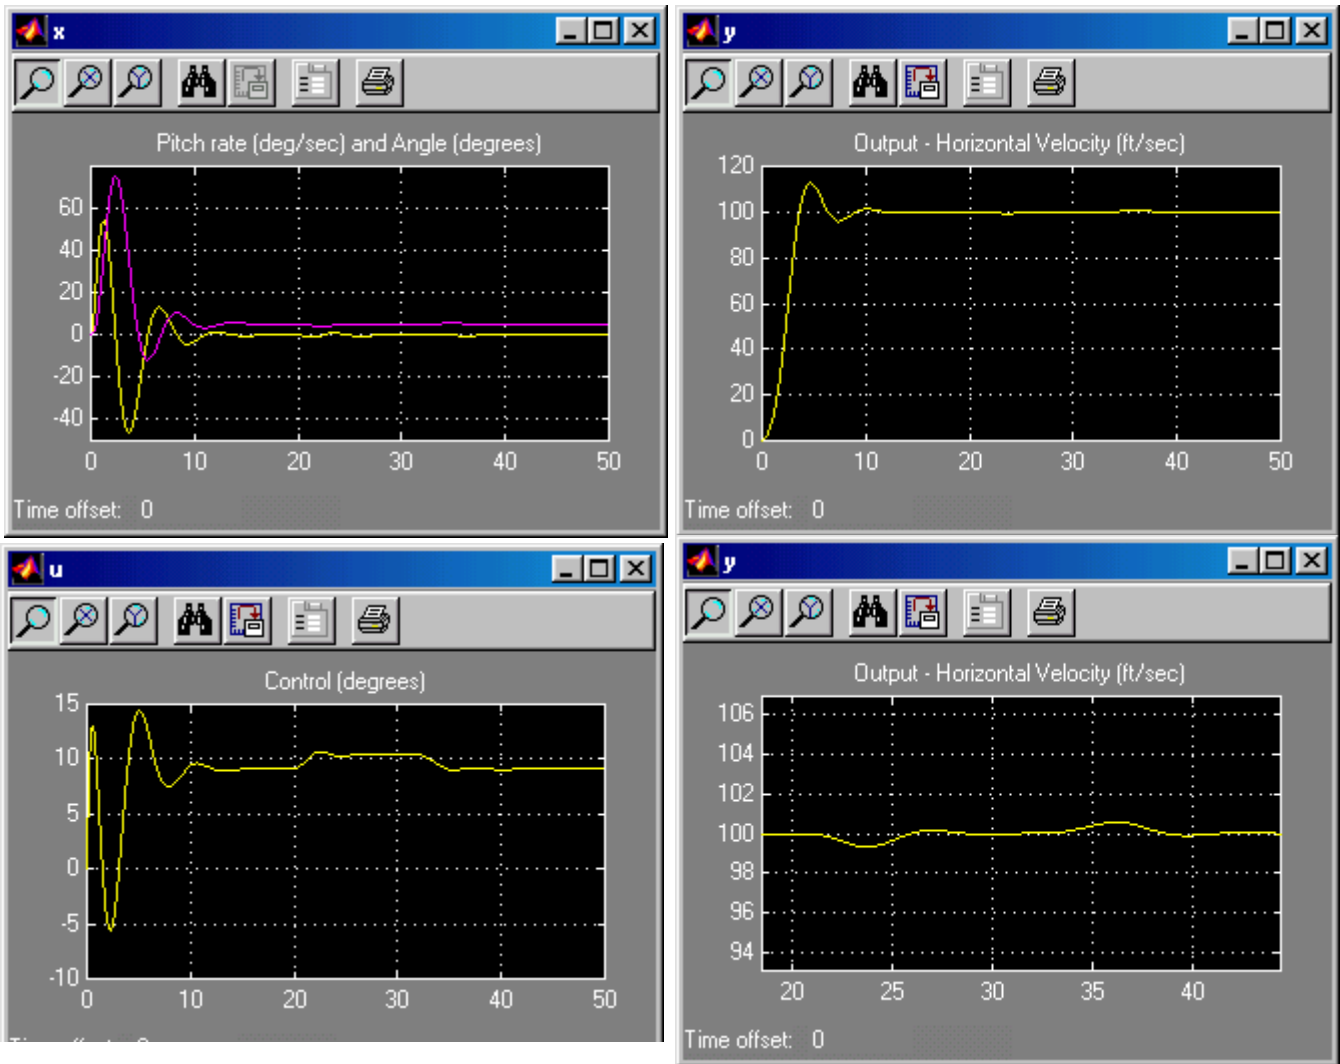 x
Pitch rate (deg/sec) and Angle (degrees)
60
40
20
0
-20
-40
0 10 20 30 40 50
Time offset: 0
y
Output - Horizontal Velocity (ft/sec)
120
100
80
60
40
20
0
0 10 20 30 40 50
Time offset: 0
u
Control (degrees)
15
10
5
0
-5
-10
0 10 20 30 40 50
y
Output - Horizontal Velocity (ft/sec)
106
104
102
100
98
96
94
20 25 30 35 40
Time offset: 0